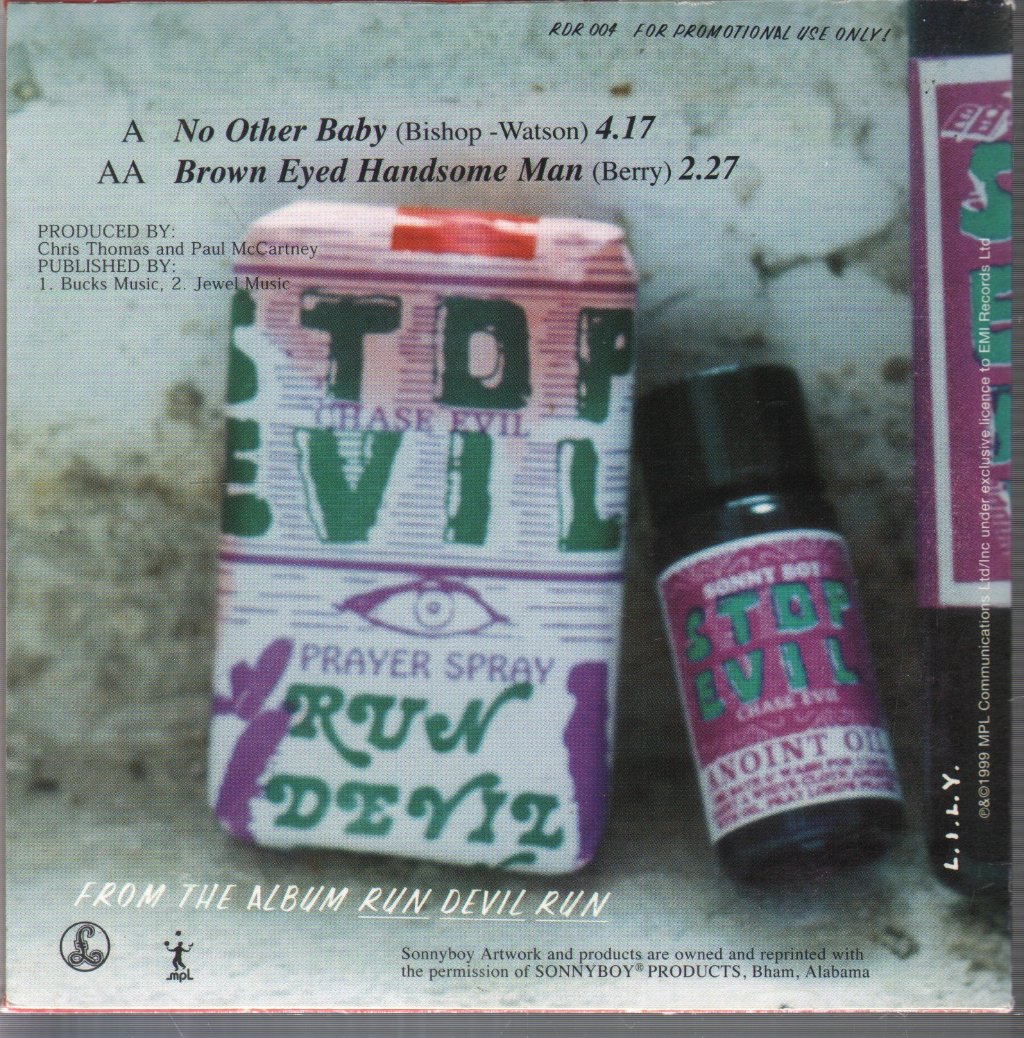 RDR 004 FOR PROMOTIONAL USE ONLY!
A No Other Baby (Bishop -Watson) 4.17
AA Brown Eyed Handsome Man (Berry) 2.27
PRODUCED BY:
Chris Thomas and Paul McCartney
PUBLISHED BY:
1. Bucks Music, 2. Jewel Music
STOP
CHASE EVIL
EVIL
PRAYER SPRAY
RUN
DEVIL
SONNY BOY
STOP
EVIL
CHASE EVIL
ANOINT OIL
L.I.L.Y.
℗&©1999 MPL Communications Ltd/Inc under exclusive licence to EMI Records Ltd
FROM THE ALBUM RUN DEVIL RUN
£
MPL
Sonnyboy Artwork and products are owned and reprinted with
the permission of SONNYBOY® PRODUCTS, Bham, Alabama